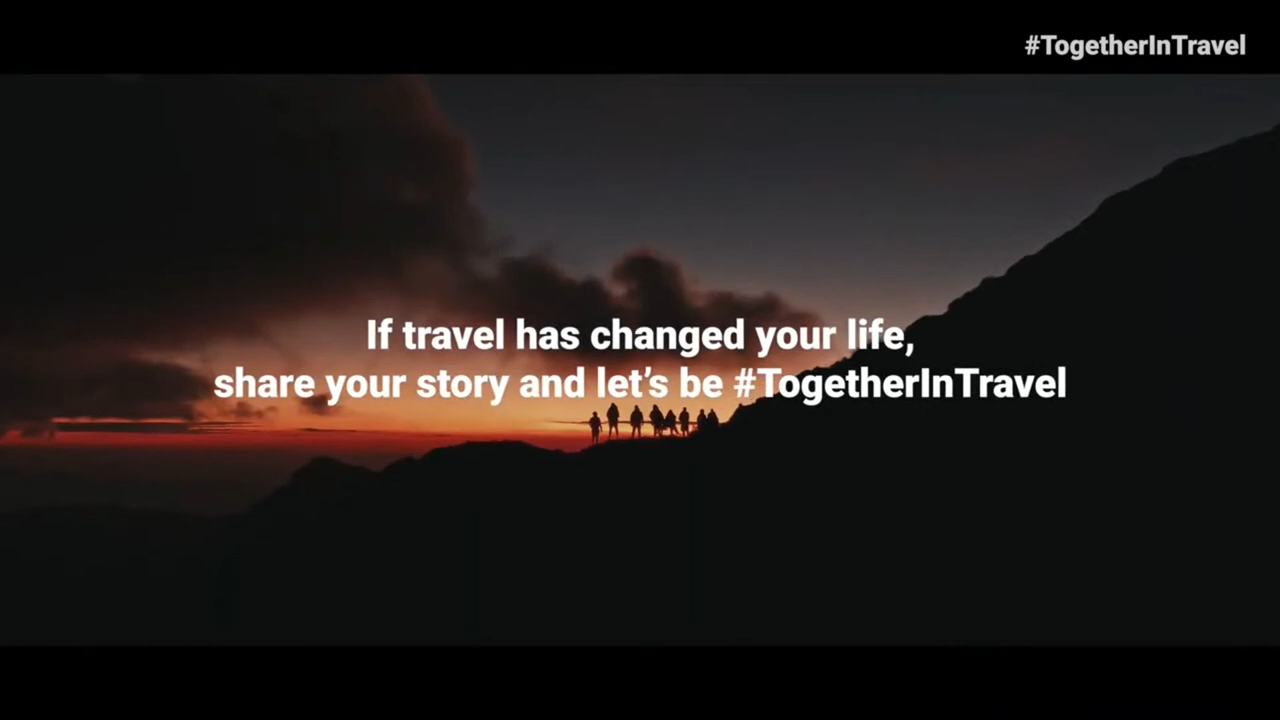 #TogetherInTravel
If travel has changed your life,
share your story and let’s be #TogetherInTravel